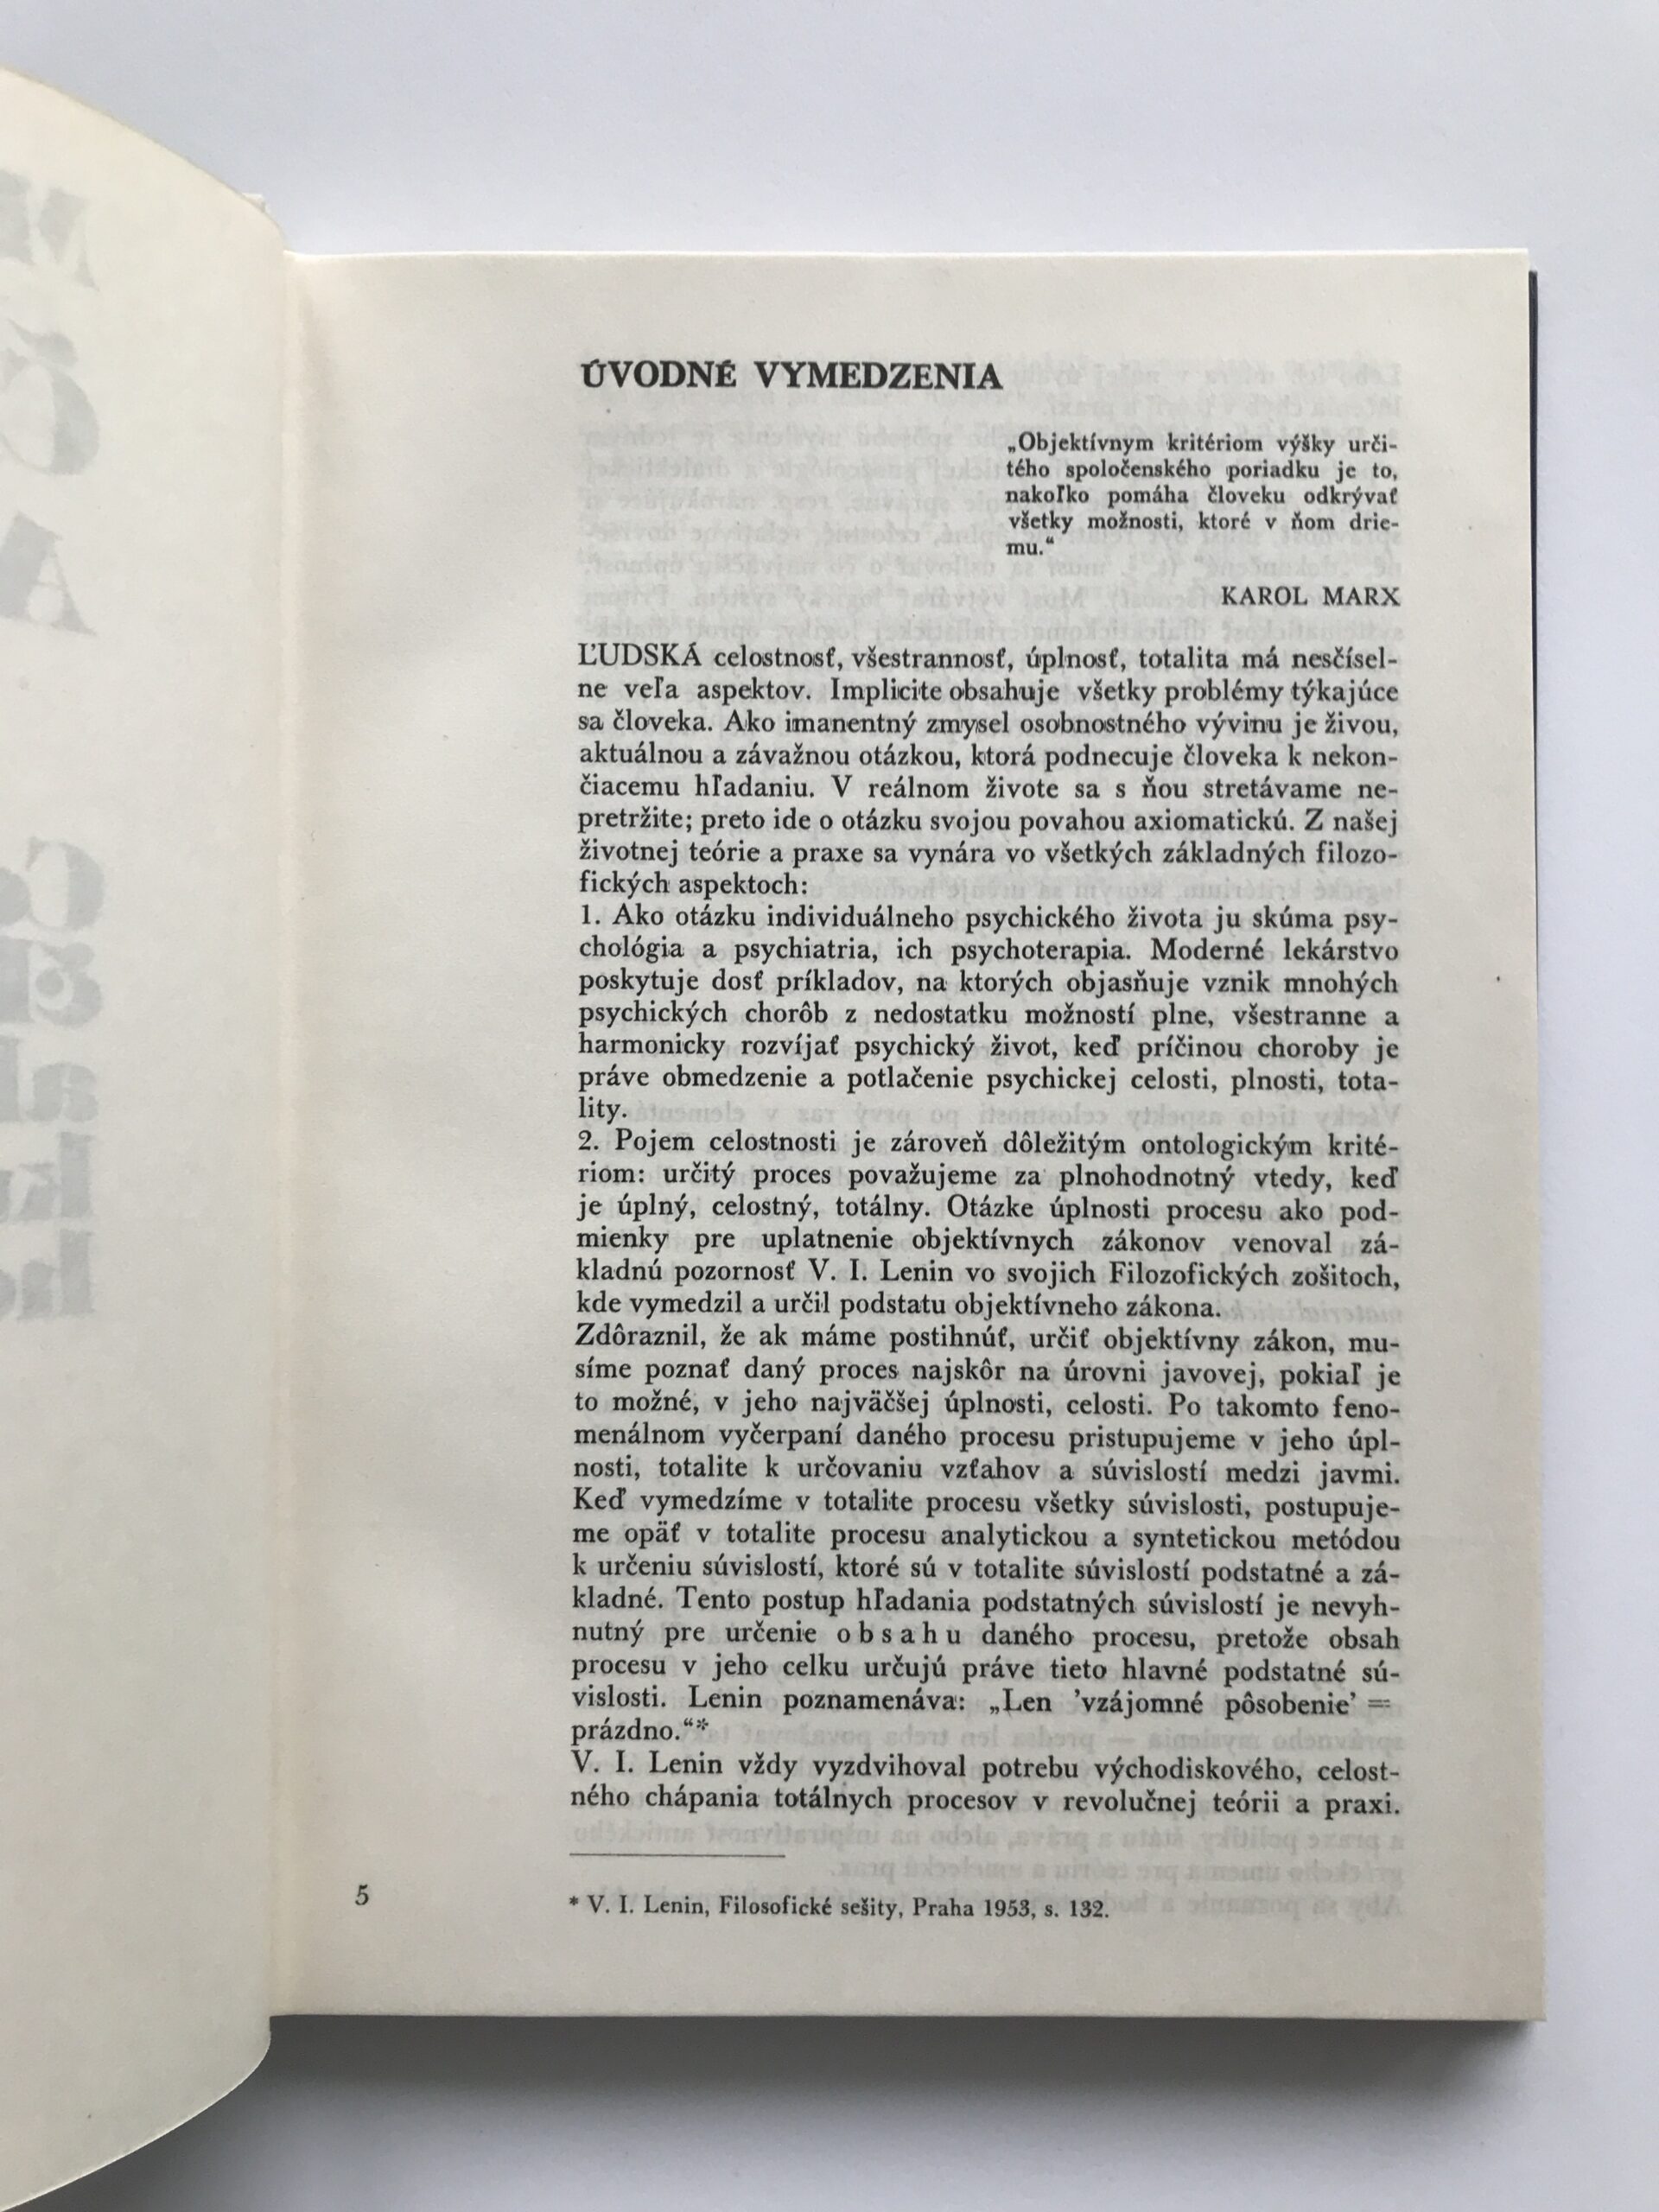 ÚVODNÉ VYMEDZENIA
„Objektívnym kritériom výšky urči-
tého spoločenského poriadku je to,
nakoľko pomáha človeku odkrývať
všetky možnosti, ktoré v ňom drie-
mu.“
KAROL MARX
ĽUDSKÁ celostnosť, všestrannosť, úplnosť, totalita má nesčísel-
ne veľa aspektov. Implicite obsahuje všetky problémy týkajúce
sa človeka. Ako imanentný zmysel osobnostného vývinu je živou,
aktuálnou a závažnou otázkou, ktorá podnecuje človeka k nekon-
čiacemu hľadaniu. V reálnom živote sa s ňou stretávame ne-
pretržite; preto ide o otázku svojou povahou axiomatickú. Z našej
životnej teórie a praxe sa vynára vo všetkých základných filozo-
fických aspektoch:
1. Ako otázku individuálneho psychického života ju skúma psy-
chológia a psychiatria, ich psychoterapia. Moderné lekárstvo
poskytuje dosť príkladov, na ktorých objasňuje vznik mnohých
psychických chorôb z nedostatku možností plne, všestranne a
harmonicky rozvíjať psychický život, keď príčinou choroby je
práve obmedzenie a potlačenie psychickej celosti, plnosti, tota-
lity.
2. Pojem celostnosti je zároveň dôležitým ontologickým krité-
riom: určitý proces považujeme za plnohodnotný vtedy, keď
je úplný, celostný, totálny. Otázke úplnosti procesu ako pod-
mienky pre uplatnenie objektívnych zákonov venoval zá-
kladnú pozornosť V. I. Lenin vo svojich Filozofických zošitoch,
kde vymedzil a určil podstatu objektívneho zákona.
Zdôraznil, že ak máme postihnúť, určiť objektívny zákon, mu-
síme poznať daný proces najskôr na úrovni javovej, pokiaľ je
to možné, v jeho najväčšej úplnosti, celosti. Po takomto feno-
menálnom vyčerpaní daného procesu pristupujeme v jeho úpl-
nosti, totalite k určovaniu vzťahov a súvislostí medzi javmi.
Keď vymedzíme v totalite procesu všetky súvislosti, postupuje-
me opäť v totalite procesu analytickou a syntetickou metódou
k určeniu súvislostí, ktoré sú v totalite súvislostí podstatné a zá-
kladné. Tento postup hľadania podstatných súvislostí je nevyh-
nutný pre určenie obsahu daného procesu, pretože obsah
procesu v jeho celku určujú práve tieto hlavné podstatné sú-
vislosti. Lenin poznamenáva: „Len ’vzájomné pôsobenie’ =
prázdno.“*
V. I. Lenin vždy vyzdvihoval potrebu východiskového, celost-
ného chápania totálnych procesov v revolučnej teórii a praxi.
* V. I. Lenin, Filosofické sešity, Praha 1953, s. 132.
5